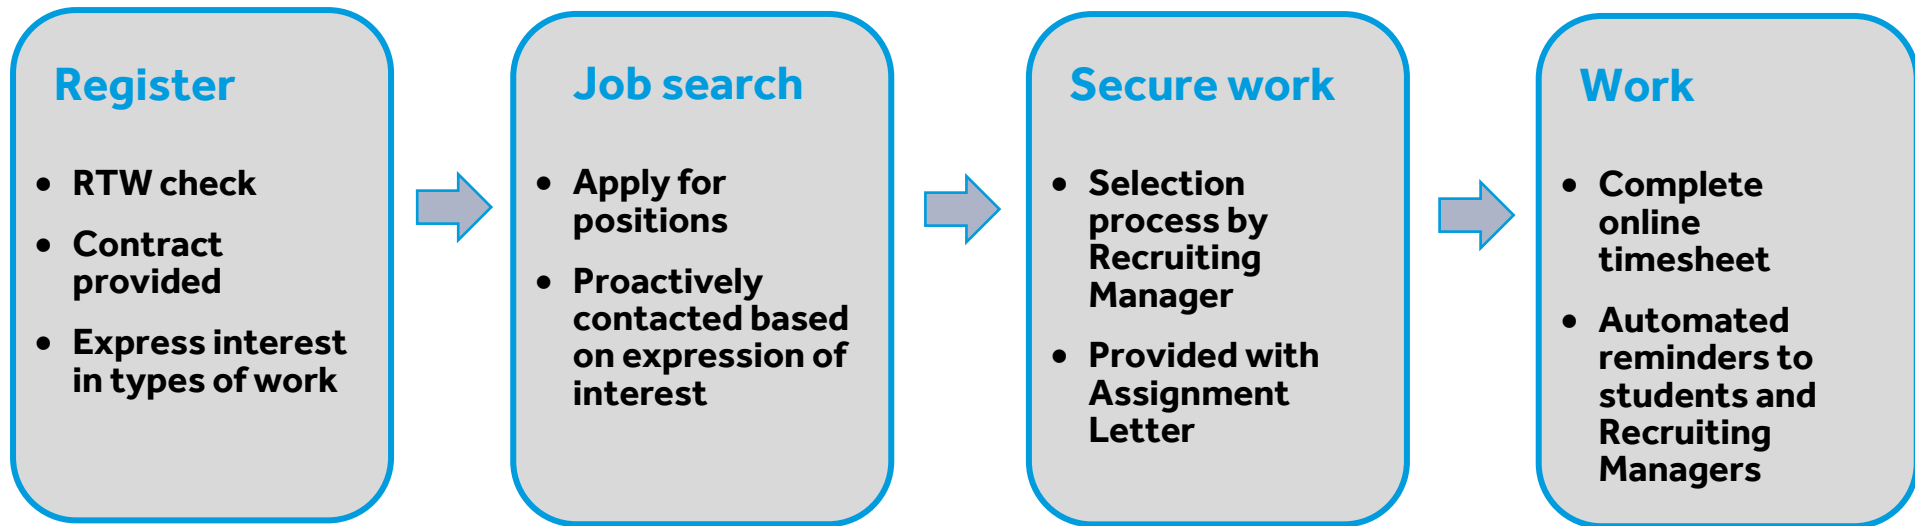 Register
• RTW check
• Contract
provided
• Express interest
in types of work
Job search
• Apply for
positions
• Proactively
contacted based
on expression of
interest
Secure work
• Selection
process by
Recruiting
Manager
• Provided with
Assignment
Letter
Work
• Complete
online
timesheet
• Automated
reminders to
students and
Recruiting
Managers